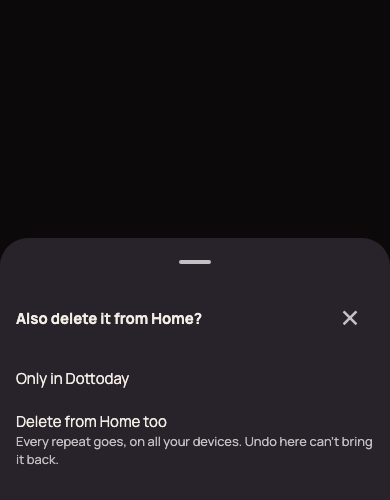 Also delete it from Home?
Only in Dottoday
Delete from Home too
Every repeat goes, on all your devices. Undo here can't bring
it back.